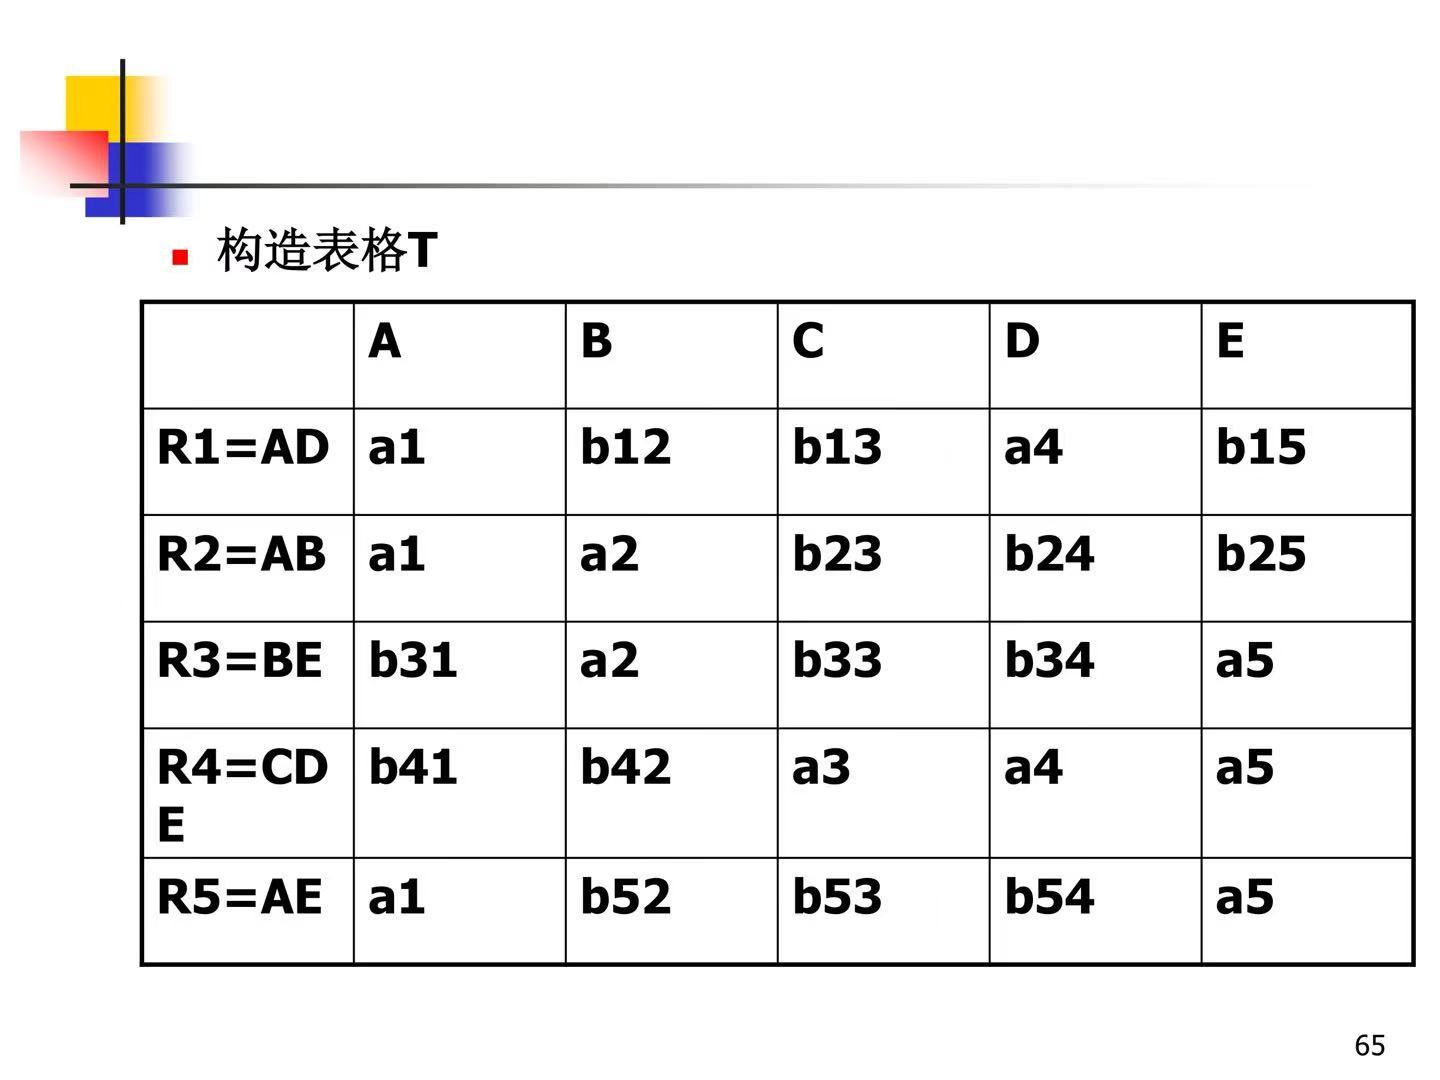 构造表格T
A B C D E
R1=AD a1 b12 b13 a4 b15
R2=AB a1 a2 b23 b24 b25
R3=BE b31 a2 b33 b34 a5
R4=CD b41 b42 a3 a4 a5
E
R5=AE a1 b52 b53 b54 a5
65